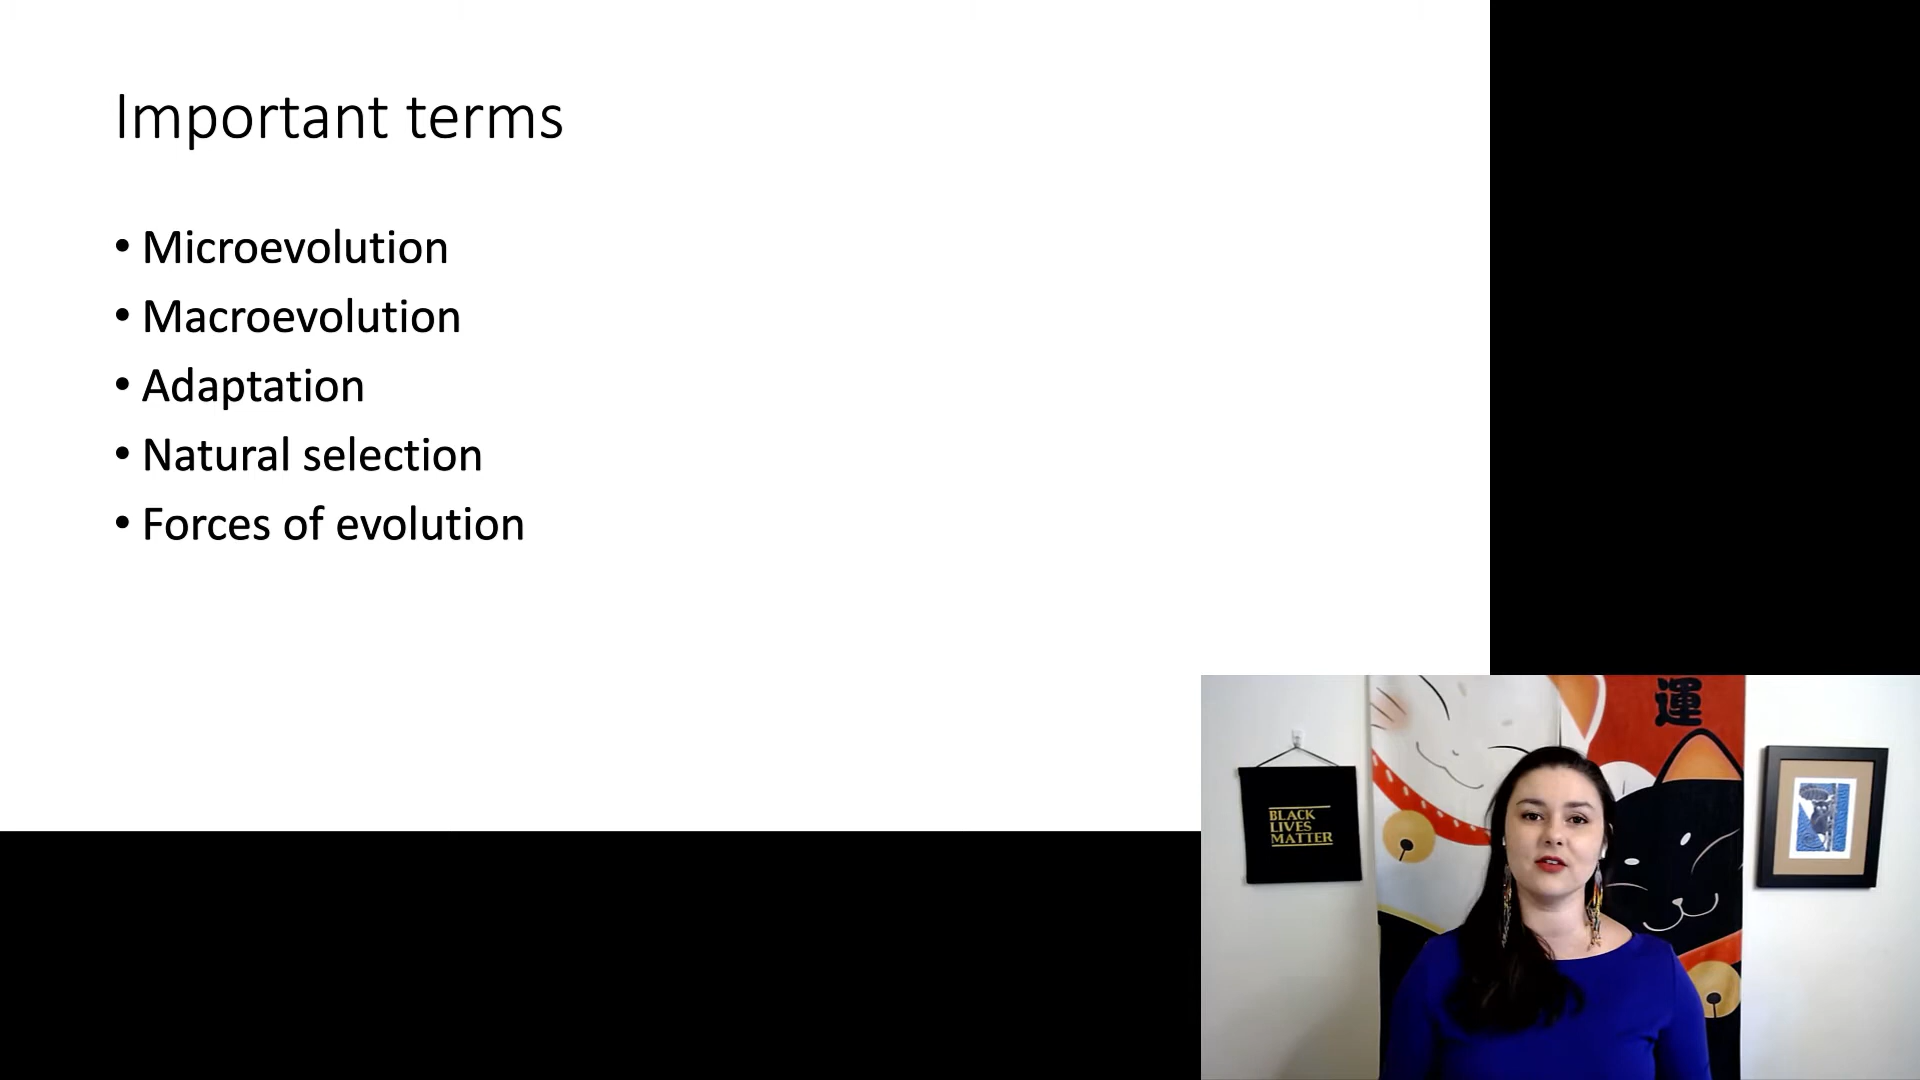 Important terms
• Microevolution
• Macroevolution
• Adaptation
• Natural selection
• Forces of evolution
運
BLACK
LIVES
MATTER